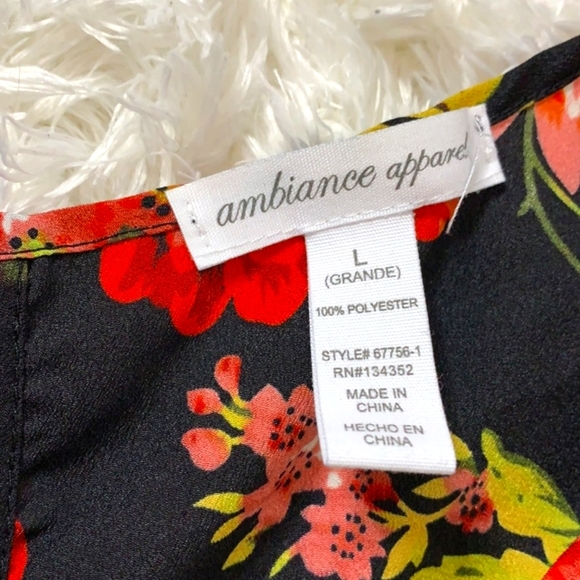 ambiance apparel
L
(GRANDE)
100% POLYESTER
STYLE# 67756-1
RN#134352
MADE IN
CHINA
HECHO EN
CHINA